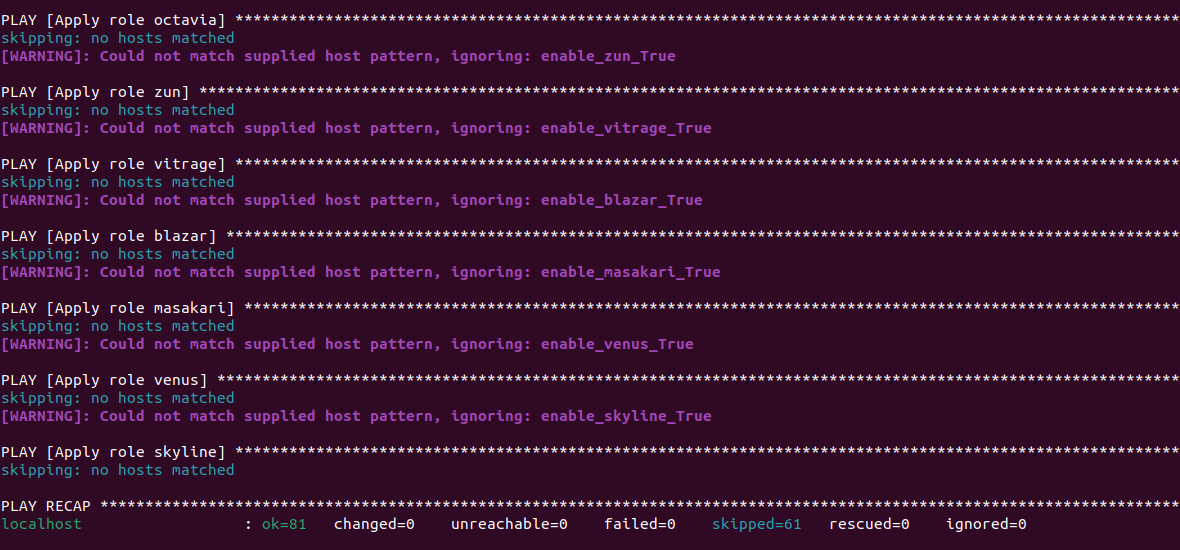 PLAY [Apply role octavia] *********************************************************************************************************
skipping: no hosts matched
[WARNING]: Could not match supplied host pattern, ignoring: enable_zun_True
PLAY [Apply role zun] *************************************************************************************************************
skipping: no hosts matched
[WARNING]: Could not match supplied host pattern, ignoring: enable_vitrage_True
PLAY [Apply role vitrage] *********************************************************************************************************
skipping: no hosts matched
[WARNING]: Could not match supplied host pattern, ignoring: enable_blazar_True
PLAY [Apply role blazar] **********************************************************************************************************
skipping: no hosts matched
[WARNING]: Could not match supplied host pattern, ignoring: enable_masakari_True
PLAY [Apply role masakari] ********************************************************************************************************
skipping: no hosts matched
[WARNING]: Could not match supplied host pattern, ignoring: enable_venus_True
PLAY [Apply role venus] ***********************************************************************************************************
skipping: no hosts matched
[WARNING]: Could not match supplied host pattern, ignoring: enable_skyline_True
PLAY [Apply role skyline] *********************************************************************************************************
skipping: no hosts matched
PLAY RECAP ************************************************************************************************************************
localhost                  : ok=81   changed=0    unreachable=0    failed=0    skipped=61   rescued=0    ignored=0